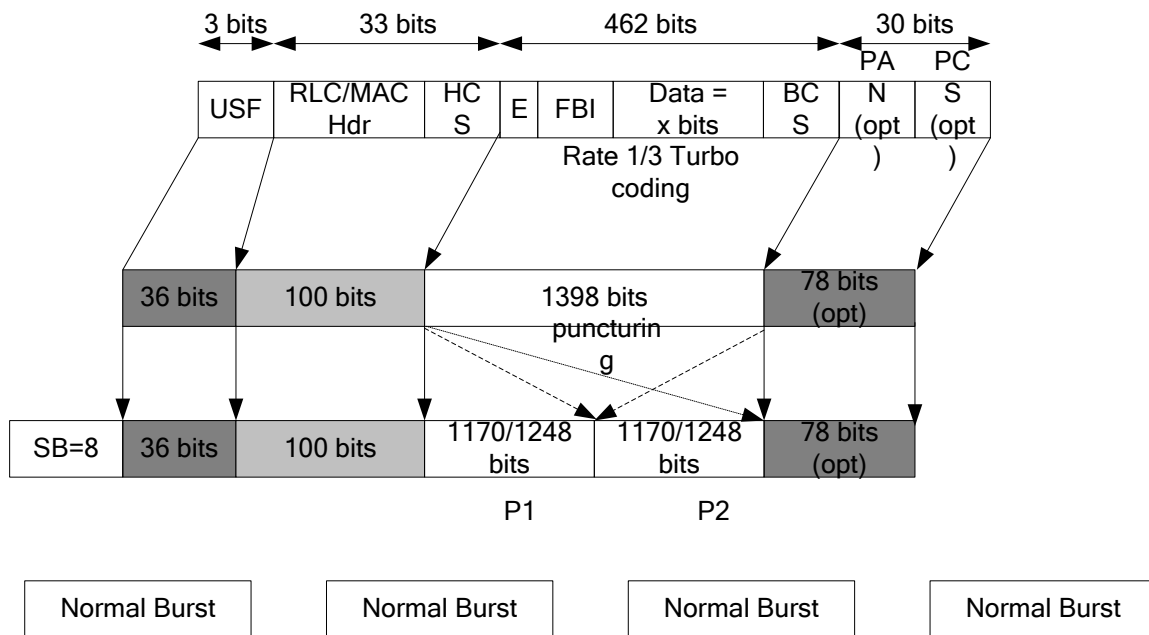 3 bits 33 bits 462 bits 30 bits
USF
RLC/MAC
Hdr
HC
S
E
FBI
Data =
x bits
BC
S
PA
N
(opt
)
PC
S
(opt
)
Rate 1/3 Turbo
coding
36 bits
100 bits
1398 bits
puncturin
g
78 bits
(opt)
SB=8
36 bits
100 bits
1170/1248
bits
1170/1248
bits
78 bits
(opt)
P1 P2
Normal Burst Normal Burst Normal Burst Normal Burst